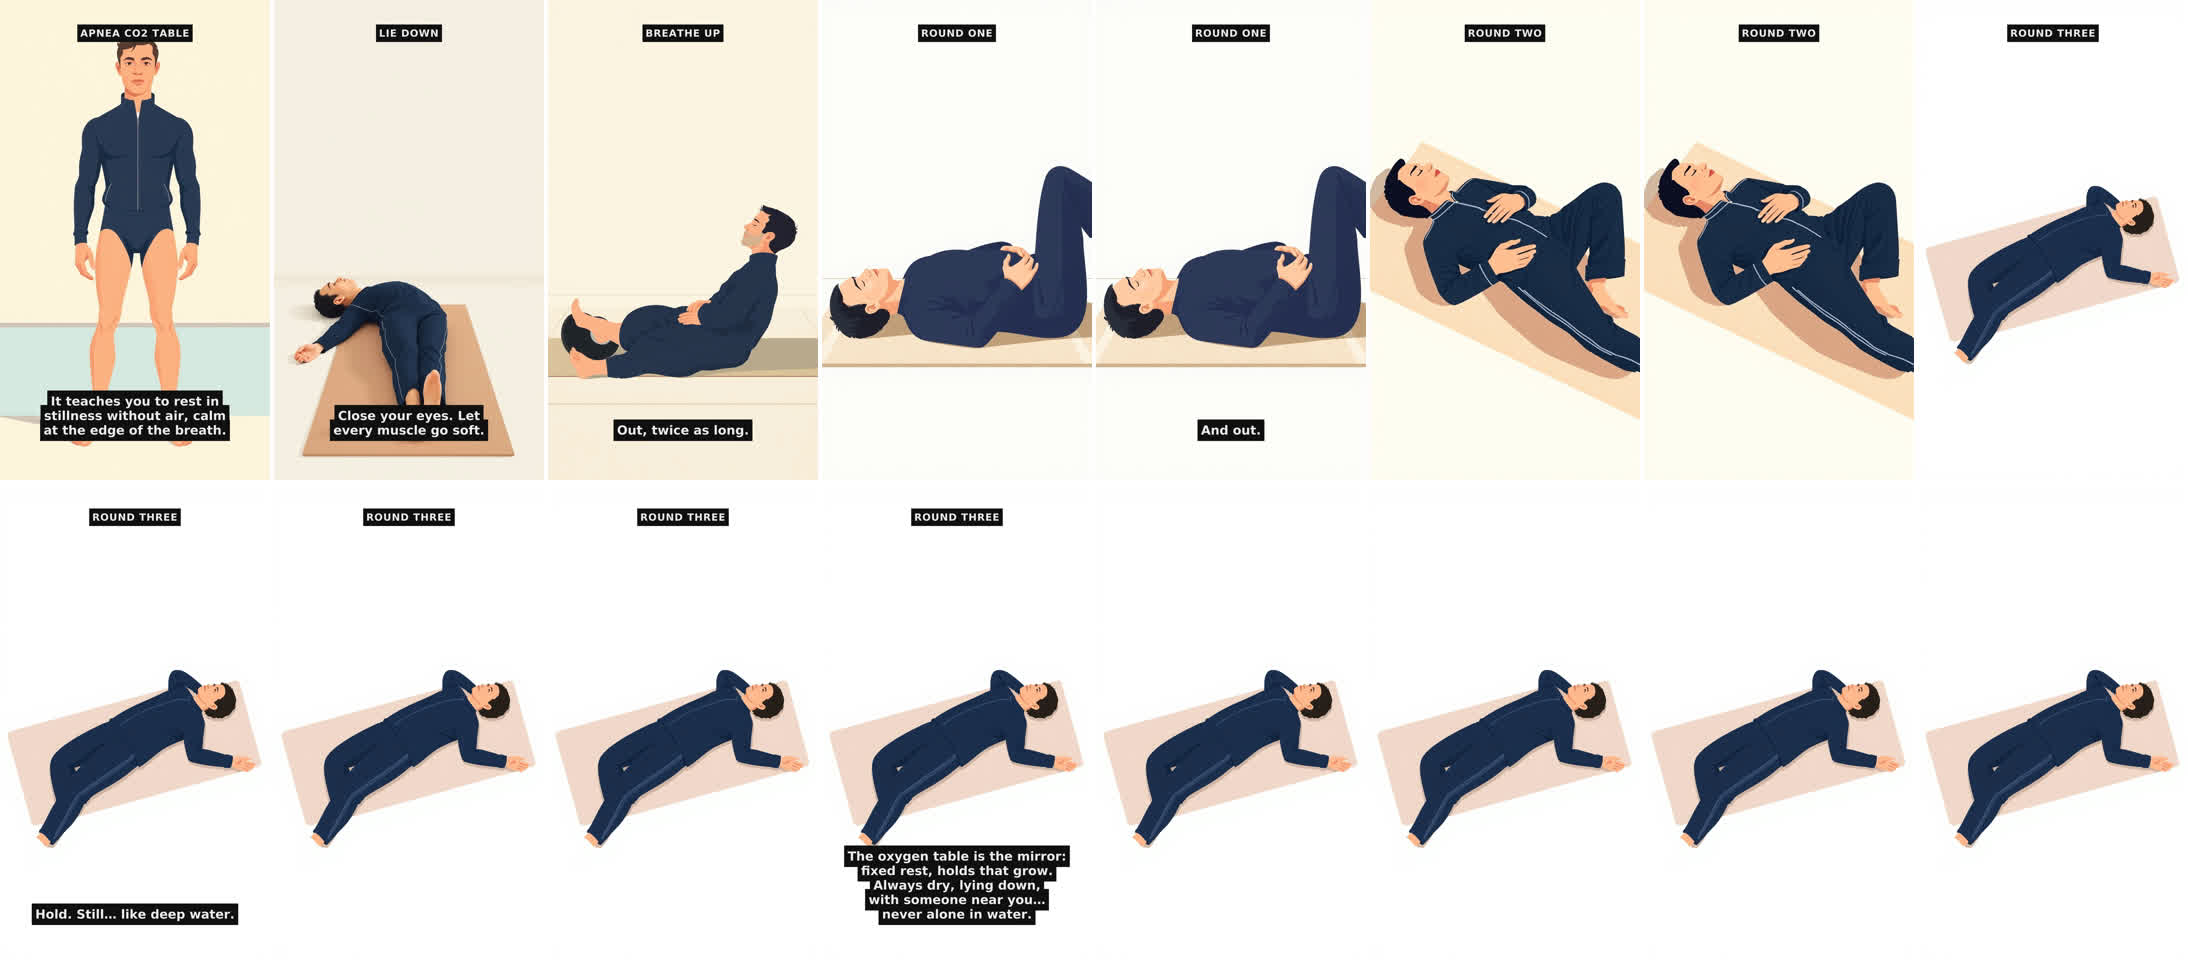 APNEA CO2 TABLE
It teaches you to rest in
stillness without air, calm
at the edge of the breath.
LIE DOWN
Close your eyes. Let
every muscle go soft.
BREATHE UP
Out, twice as long.
ROUND ONE
ROUND ONE
And out.
ROUND TWO
ROUND TWO
ROUND THREE
ROUND THREE
Hold. Still… like deep water.
ROUND THREE
ROUND THREE
ROUND THREE
The oxygen table is the mirror:
fixed rest, holds that grow.
Always dry, lying down,
with someone near you…
never alone in water.